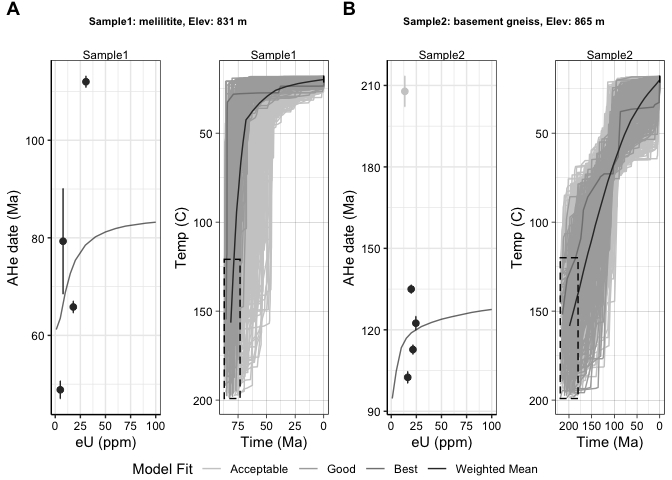 A
Sample1: melilitite, Elev: 831 m
B
Sample2: basement gneiss, Elev: 865 m
Sample1
Sample1
Sample2
Sample2
AHe date (Ma)
100
80
60
0
25
50
75
100
eU (ppm)
Temp (C)
50
100
150
200
75
50
25
0
Time (Ma)
AHe date (Ma)
210
180
150
120
90
0
25
50
75
100
eU (ppm)
Temp (C)
50
100
150
200
200
150
100
50
0
Time (Ma)
Model Fit
Acceptable
Good
Best
Weighted Mean